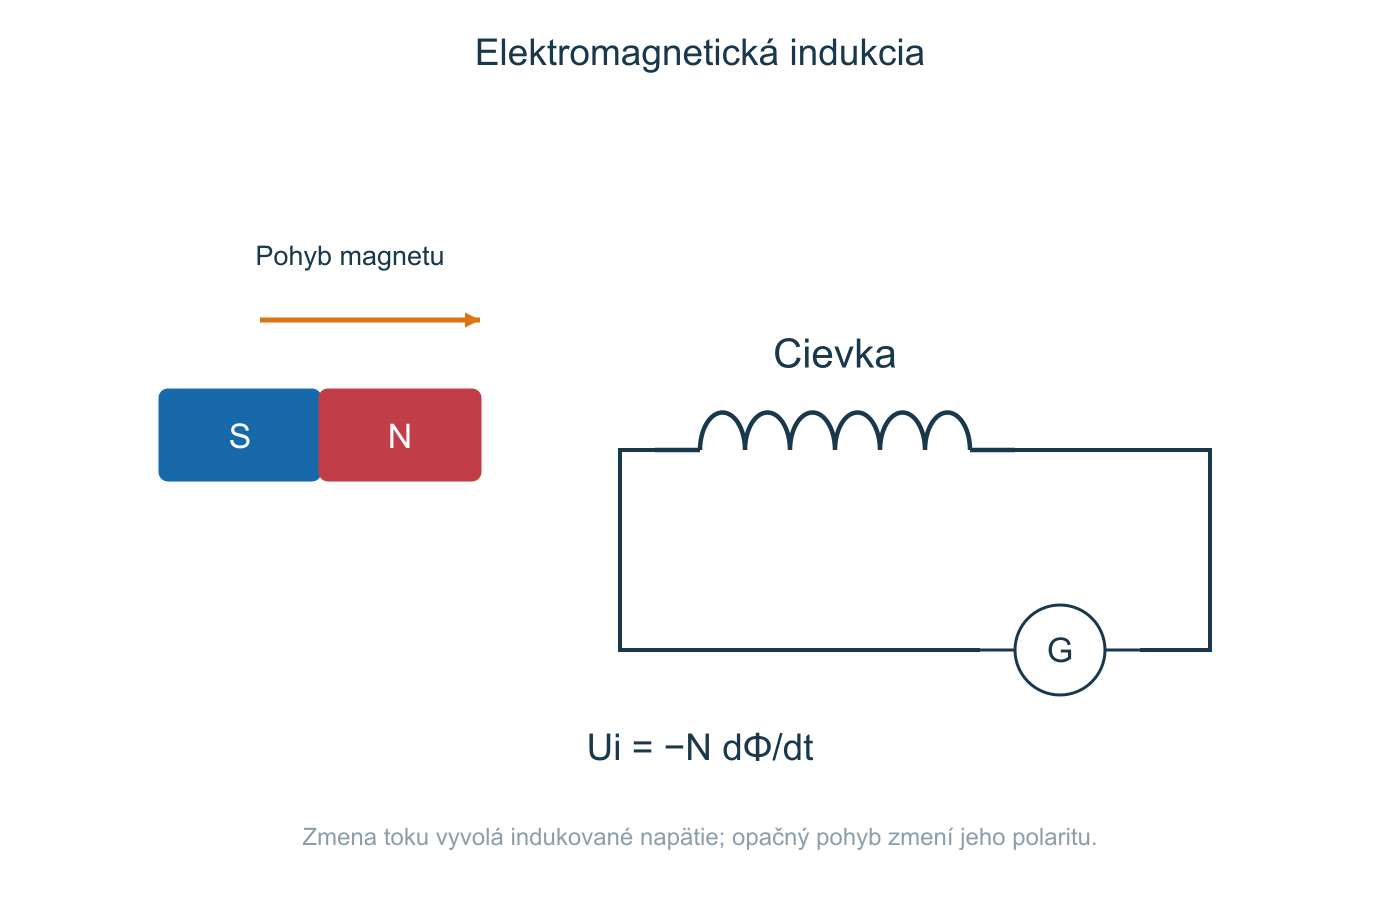 Elektromagnetická indukcia
Pohyb magnetu
Cievka
S
N
G
Ui = −N dΦ/dt
Zmena toku vyvolá indukované napätie; opačný pohyb zmení jeho polaritu.